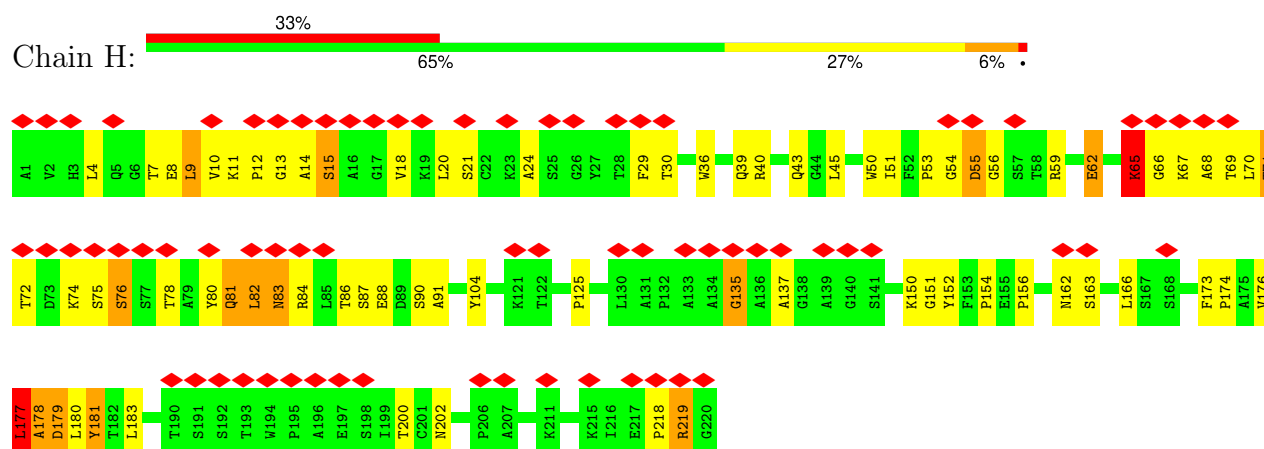 33%
Chain H:
65% 27% 6% •
A1 V2 H3 L4 Q5 G6 T7 E8 L9 V10 K11 P12 G13 A14 S15 A16 G17 V18 K19 L20 S21 C22 K23 A24 S25 G26 Y27 T28 F29 T30 W36 Q39 R40 Q43 G44 L45 W50 I51 F52 P53 G54 D55 G56 S57 T58 R59 E62 K65 G66 K67 A68 T69 L70
T72 D73 K74 S75 S76 S77 T78 A79 Y80 Q81 L82 N83 R84 L85 T86 S87 E88 D89 S90 A91 Y104 K121 T122 P125 L130 A131 P132 A133 A134 G135 A136 A137 G138 A139 G140 S141 K150 G151 Y152 F153 P154 E155 P156 N162 S163 L166 S167 S168 F173 P174 A175 V176
L177 A178 D179 L180 Y181 T182 L183 T190 S191 S192 T193 W194 P195 A196 E197 S198 I199 T200 C201 N202 P206 A207 K211 K215 I216 E217 P218 R219 G220